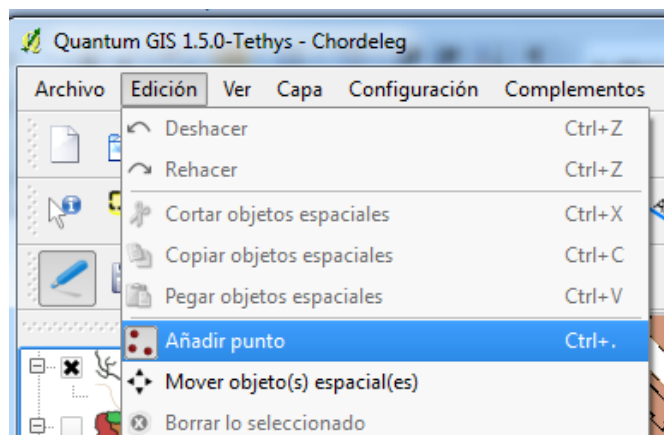 Quantum GIS 1.5.0-Tethys - Chordeleg
Archivo Edición Ver Capa Configuración Complementos
Deshacer Ctrl+Z
Rehacer Ctrl+Z
Cortar objetos espaciales Ctrl+X
Copiar objetos espaciales Ctrl+C
Pegar objetos espaciales Ctrl+V
Añadir punto Ctrl+.
Mover objeto(s) espacial(es)
Borrar lo seleccionado